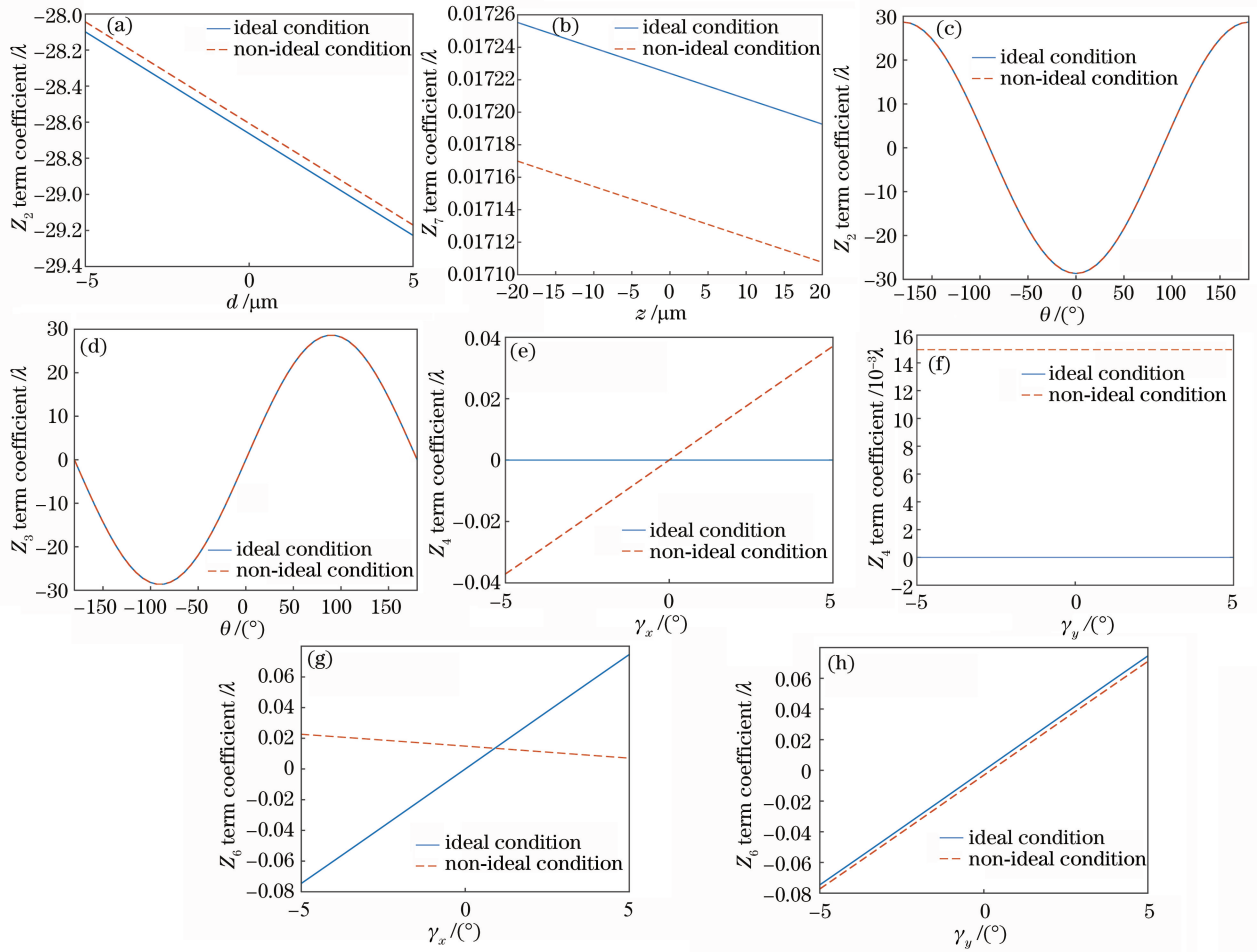 (a)
ideal condition
non-ideal condition
-28.0
-28.2
-28.4
-28.6
-28.8
-29.0
-29.2
-29.4
Z₂ term coefficient /λ
-5
0
5
d /μm
(b)
ideal condition
non-ideal condition
0.01726
0.01724
0.01722
0.01720
0.01718
0.01716
0.01714
0.01712
0.01710
Z₇ term coefficient /λ
-20 -15 -10 -5 0 5 10 15 20
z /μm
(c)
ideal condition
non-ideal condition
30
20
10
0
-10
-20
-30
Z₂ term coefficient /λ
-150 -100 -50 0 50 100 150
θ /(°)
(d)
30
20
10
0
-10
-20
-30
Z₃ term coefficient /λ
ideal condition
non-ideal condition
-150 -100 -50 0 50 100 150
θ /(°)
(e)
0.04
0.02
0
-0.02
-0.04
Z₄ term coefficient /λ
ideal condition
non-ideal condition
-5 0 5
γₓ /(°)
(f)
16
14
12
10
8
6
4
2
0
-2
Z₄ term coefficient /10⁻³λ
ideal condition
non-ideal condition
-5 0 5
γᵧ /(°)
(g)
0.06
0.04
0.02
0
-0.02
-0.04
-0.06
-0.08
Z₆ term coefficient /λ
ideal condition
non-ideal condition
-5 0 5
γₓ /(°)
(h)
0.06
0.04
0.02
0
-0.02
-0.04
-0.06
-0.08
Z₆ term coefficient /λ
ideal condition
non-ideal condition
-5 0 5
γᵧ /(°)